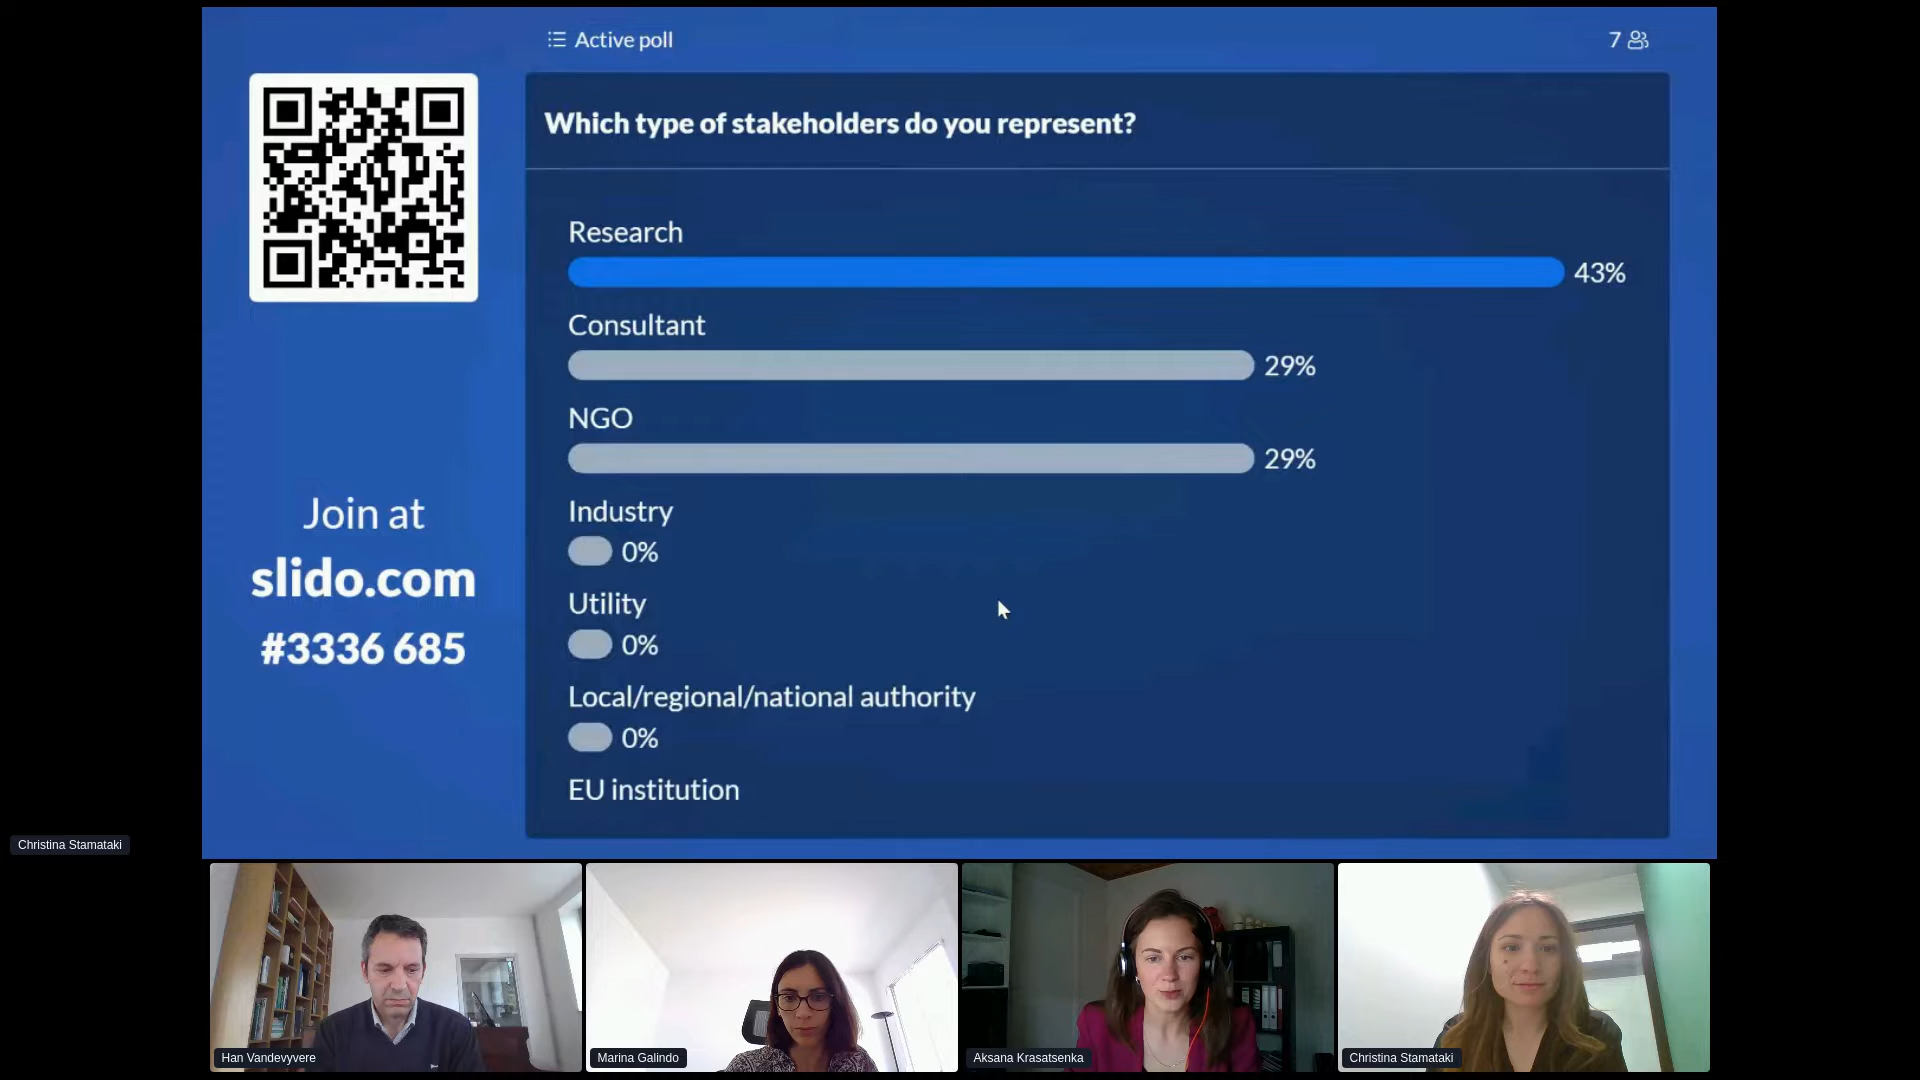 Active poll
7
Which type of stakeholders do you represent?
Research
43%
Consultant
29%
NGO
29%
Industry
0%
Utility
0%
Local/regional/national authority
0%
EU institution
Join at
slido.com
#3336 685
Christina Stamataki
Han Vandevyvere
Marina Galindo
Aksana Krasatsenka
Christina Stamataki